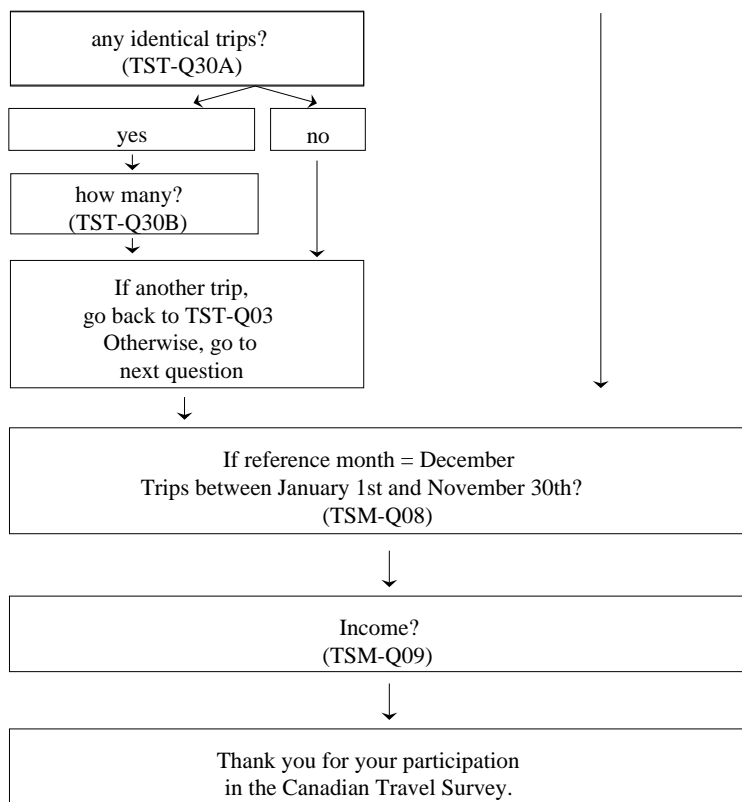 any identical trips?
(TST-Q30A)
yes
no
how many?
(TST-Q30B)
If another trip,
go back to TST-Q03
Otherwise, go to
next question
If reference month = December
Trips between January 1st and November 30th?
(TSM-Q08)
Income?
(TSM-Q09)
Thank you for your participation
in the Canadian Travel Survey.